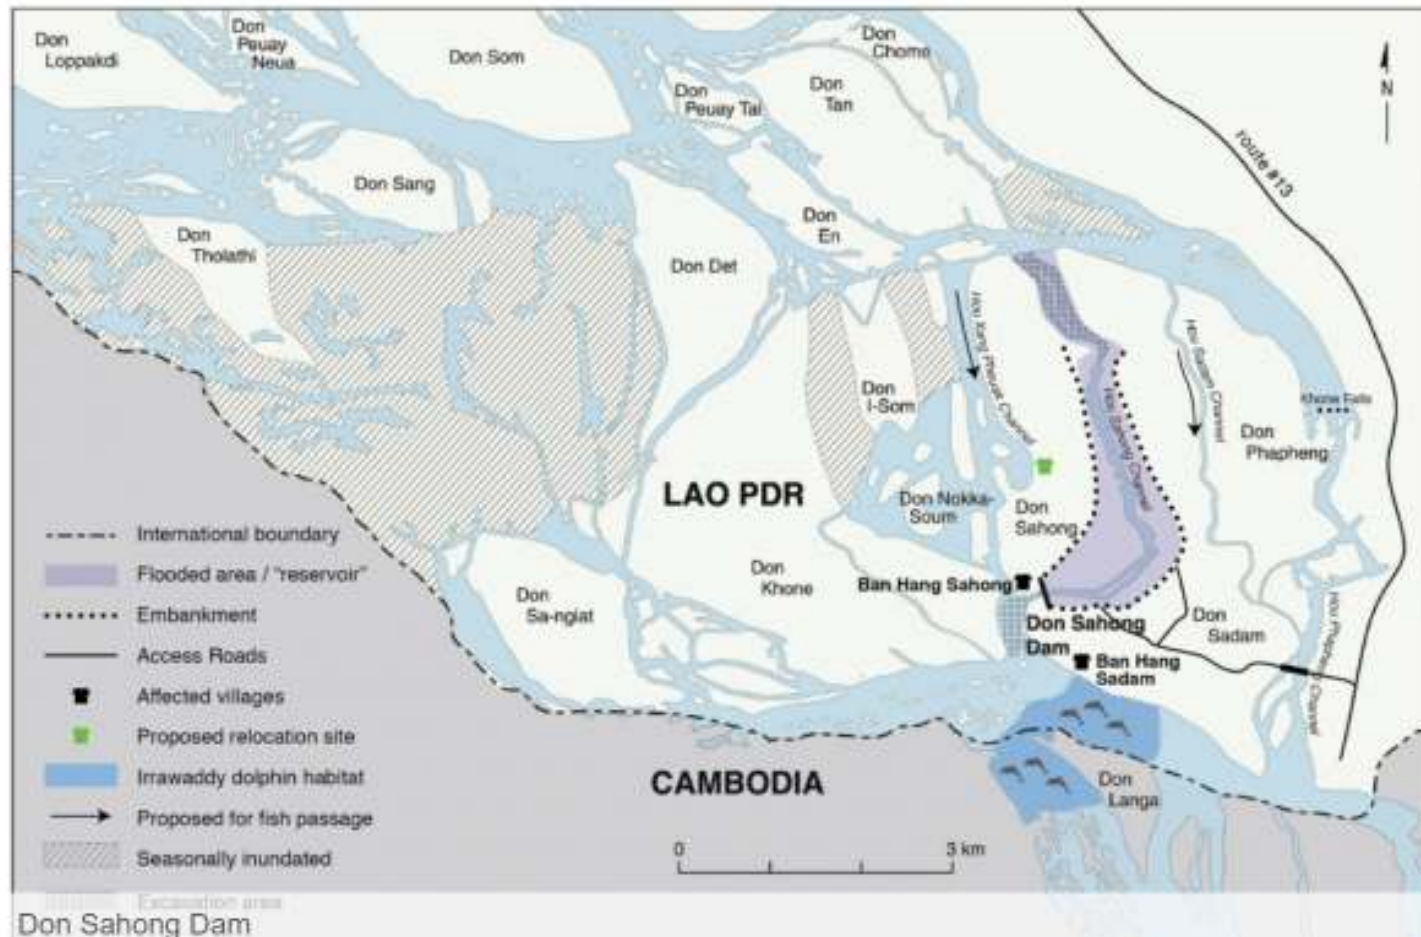 Don
Loppakdi
Don
Peuay
Neua
Don Som
Don
Chome
Don
Peuay Tai
Don
Tan
N
route #13
Don Sang
Don
Tholathi
Don
En
Don Det
Hou Xang Pheuak Channel
Hou Sahong Channel
Hou Sadam Channel
Khone Falls
Don
I-Som
Don
Phapheng
LAO PDR
Don Nokka-
Soum
Don
Sahong
Don
Khone
Ban Hang Sahong
Don
Sa-ngiat
Don Sahong
Dam
Don
Sadam
Ban Hang
Sadam
Hou Phapheng Channel
CAMBODIA
Don
Langa
0
3 km
International boundary
Flooded area / "reservoir"
Embankment
Access Roads
Affected villages
Proposed relocation site
Irrawaddy dolphin habitat
Proposed for fish passage
Seasonally inundated
Excavation area
Don Sahong Dam